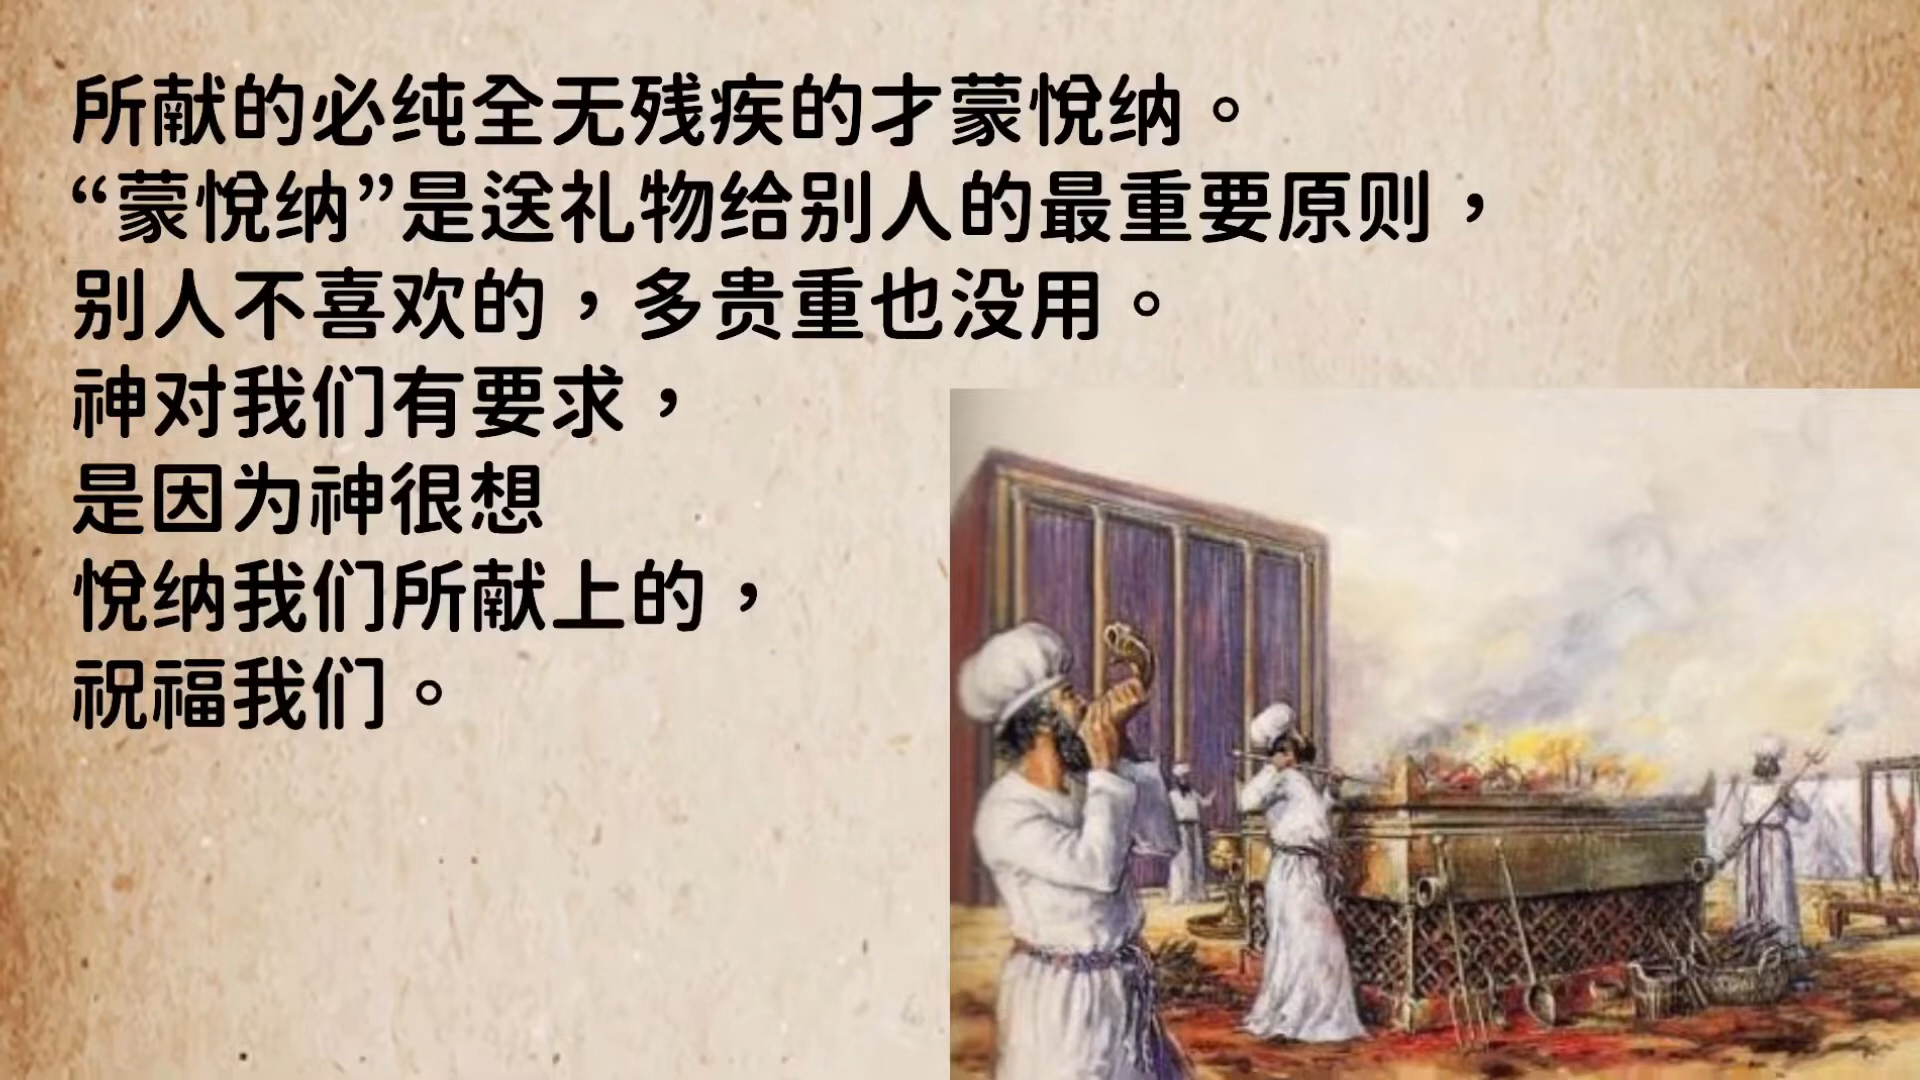 所献的必纯全无残疾的才蒙悅纳。
“蒙悅纳”是送礼物给别人的最重要原则，
别人不喜欢的，多贵重也没用。
神对我们有要求，
是因为神很想
悅纳我们所献上的，
祝福我们。